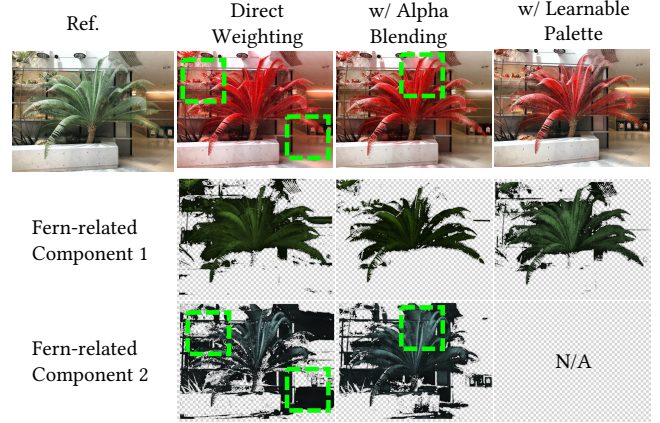 Ref.
Direct
Weighting
w/ Alpha
Blending
w/ Learnable
Palette
Fern-related
Component 1
Fern-related
Component 2
N/A